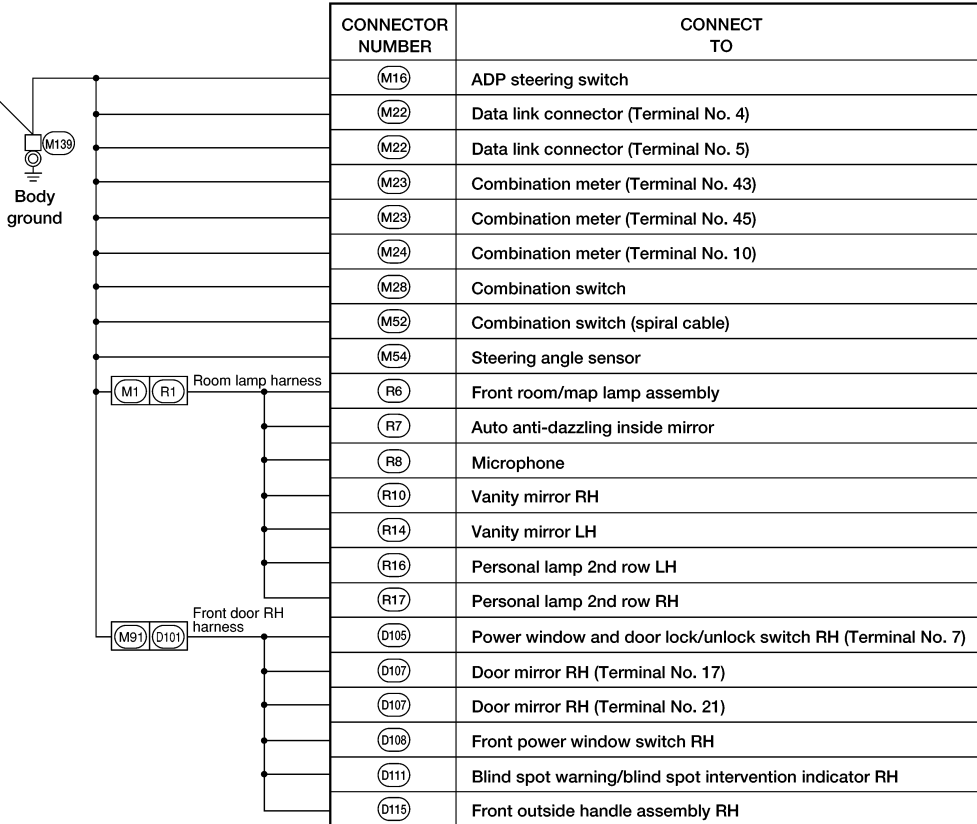 CONNECTOR NUMBER CONNECT TO
M16 ADP steering switch
M22 Data link connector (Terminal No. 4)
M22 Data link connector (Terminal No. 5)
M139
Body ground
M23 Combination meter (Terminal No. 43)
M23 Combination meter (Terminal No. 45)
M24 Combination meter (Terminal No. 10)
M28 Combination switch
M52 Combination switch (spiral cable)
M54 Steering angle sensor
M1 R1 Room lamp harness R6 Front room/map lamp assembly
R7 Auto anti-dazzling inside mirror
R8 Microphone
R10 Vanity mirror RH
R14 Vanity mirror LH
R16 Personal lamp 2nd row LH
R17 Personal lamp 2nd row RH
M91 D101 Front door RH harness D105 Power window and door lock/unlock switch RH (Terminal No. 7)
D107 Door mirror RH (Terminal No. 17)
D107 Door mirror RH (Terminal No. 21)
D108 Front power window switch RH
D111 Blind spot warning/blind spot intervention indicator RH
D115 Front outside handle assembly RH